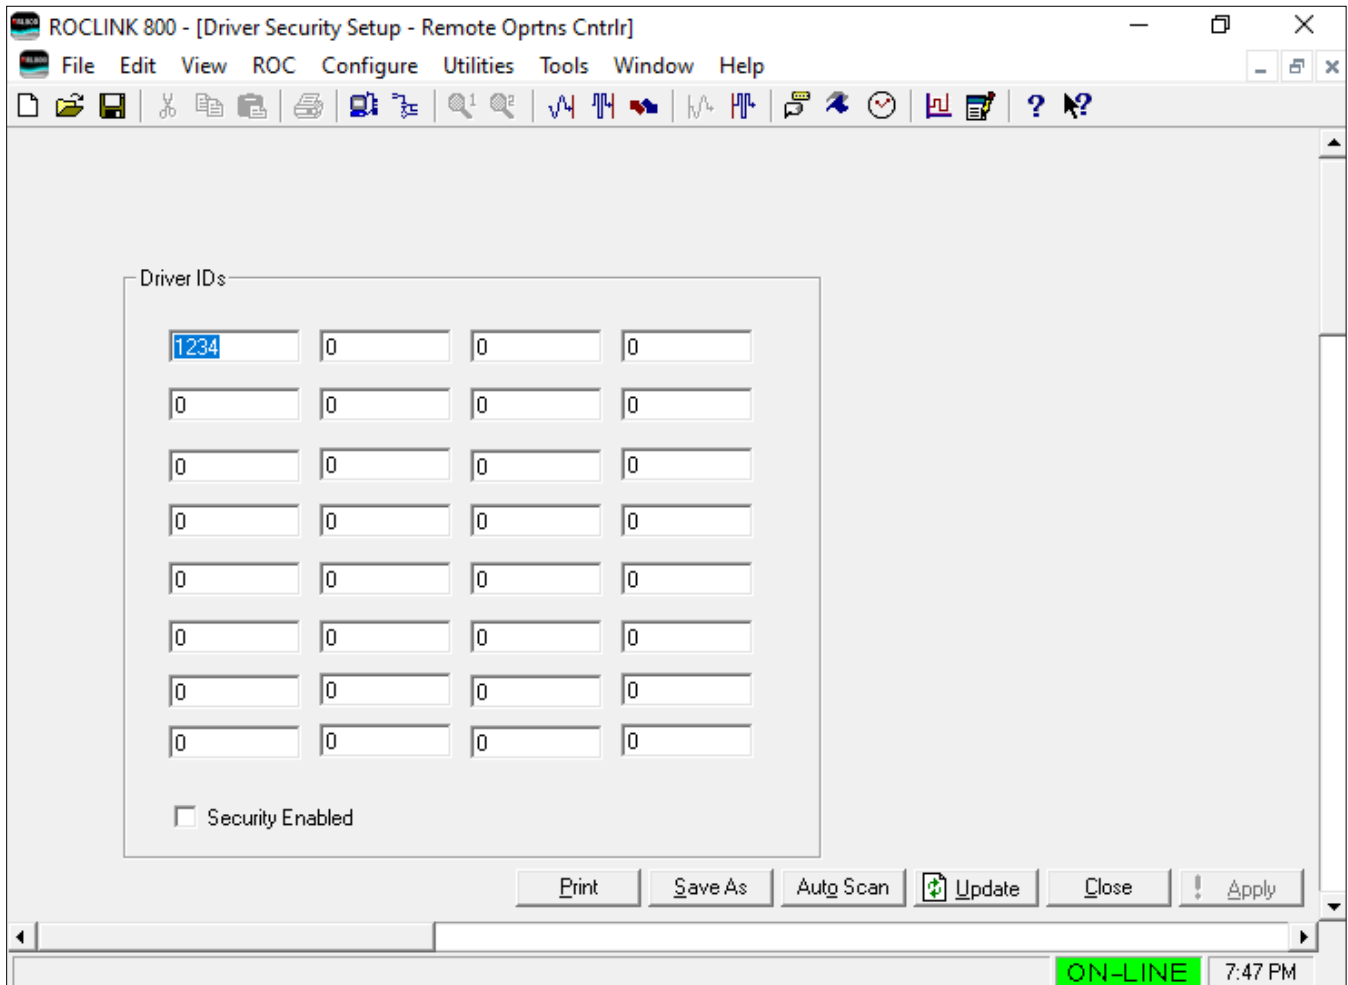 ROCLINK 800 - [Driver Security Setup - Remote Oprtns Cntrlr]
File Edit View ROC Configure Utilities Tools Window Help
Driver IDs
1234 0 0 0
0 0 0 0
0 0 0 0
0 0 0 0
0 0 0 0
0 0 0 0
0 0 0 0
0 0 0 0
Security Enabled
Print Save As Auto Scan Update Close ! Apply
ON-LINE 7:47 PM